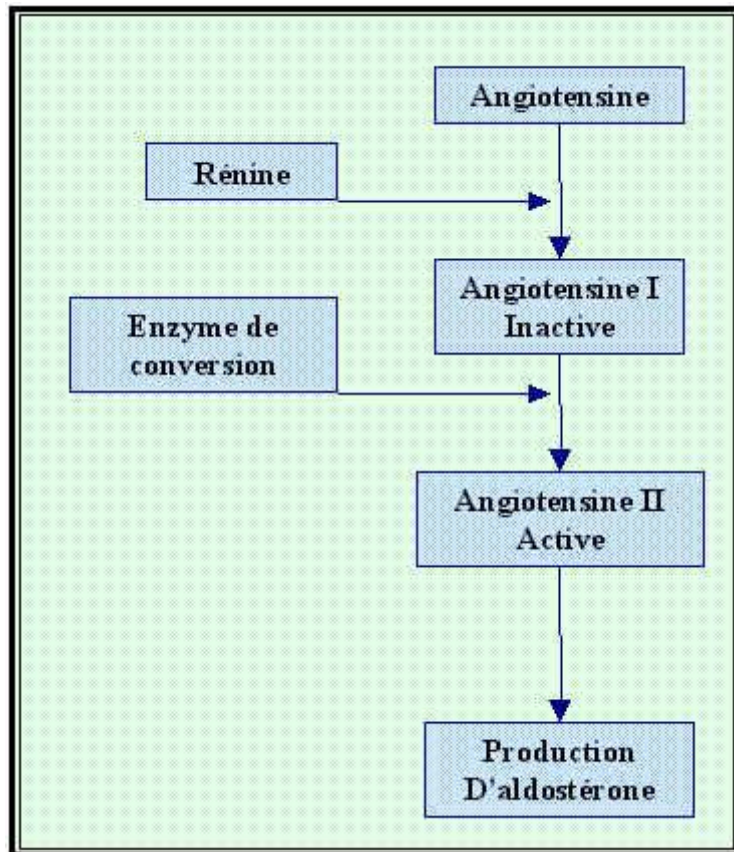 Angiotensine
Rénine
Angiotensine I
Inactive
Enzyme de
conversion
Angiotensine II
Active
Production
D'aldostérone